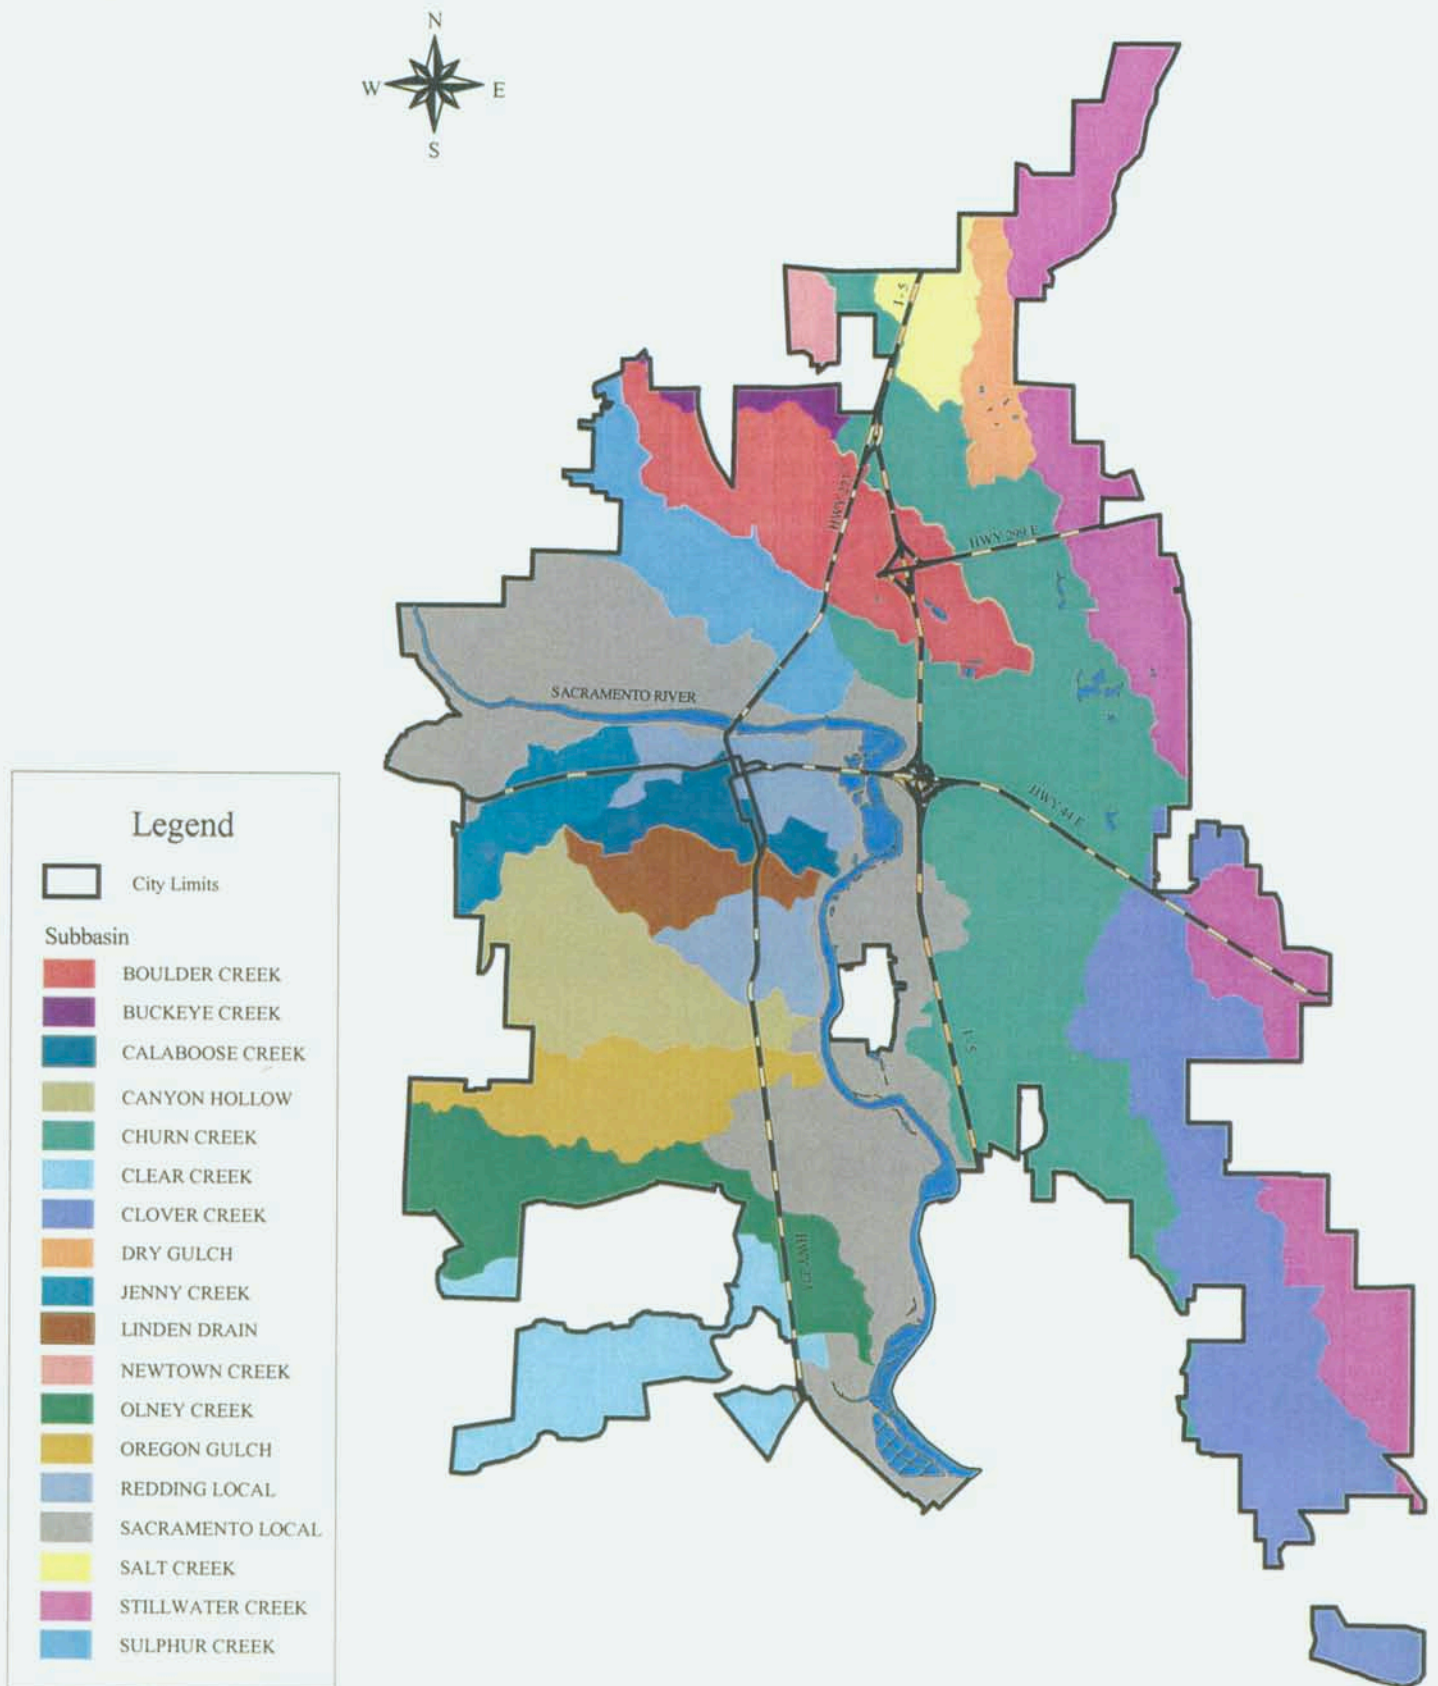 N
W
E
S
I-5
HWY 299 E
SACRAMENTO RIVER
HWY 44 E
I-5
HWY 273
Legend
City Limits
Subbasin
BOULDER CREEK
BUCKEYE CREEK
CALABOOSE CREEK
CANYON HOLLOW
CHURN CREEK
CLEAR CREEK
CLOVER CREEK
DRY GULCH
JENNY CREEK
LINDEN DRAIN
NEWTOWN CREEK
OLNEY CREEK
OREGON GULCH
REDDING LOCAL
SACRAMENTO LOCAL
SALT CREEK
STILLWATER CREEK
SULPHUR CREEK